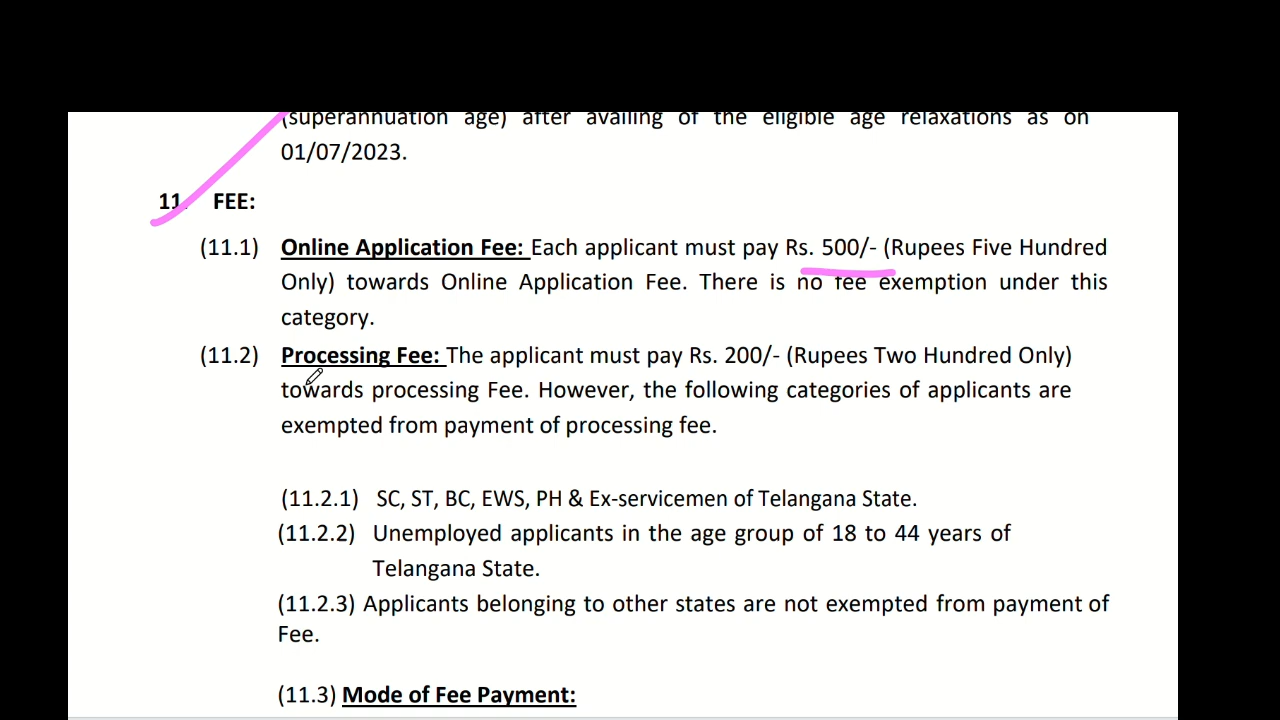 (superannuation age) after availing of the eligible age relaxations as on
01/07/2023.
11. FEE:
(11.1) Online Application Fee: Each applicant must pay Rs. 500/- (Rupees Five Hundred
Only) towards Online Application Fee. There is no fee exemption under this
category.
(11.2) Processing Fee: The applicant must pay Rs. 200/- (Rupees Two Hundred Only)
towards processing Fee. However, the following categories of applicants are
exempted from payment of processing fee.
(11.2.1) SC, ST, BC, EWS, PH & Ex-servicemen of Telangana State.
(11.2.2) Unemployed applicants in the age group of 18 to 44 years of
Telangana State.
(11.2.3) Applicants belonging to other states are not exempted from payment of
Fee.
(11.3) Mode of Fee Payment: